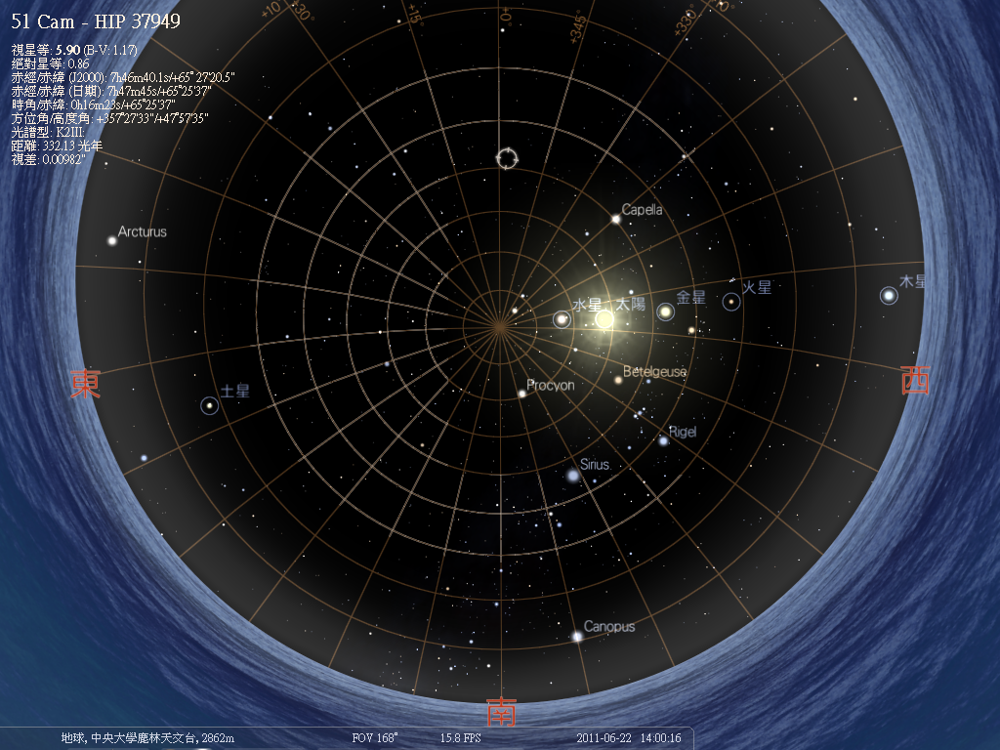 51 Cam - HIP 37949
視星等: 5.90 (B-V: 1.17)
絕對星等: 0.86
赤經/赤緯 (J2000): 7h46m40.1s/+65°27'20.5"
赤經/赤緯 (日期): 7h47m45s/+65°25'37"
時角/赤緯: 0h16m23s/+65°25'37"
方位角/高度角: +357°27'33"/+47°57'35"
光譜型: K2III:
距離: 332.13 光年
視差: 0.00982"
+10°
+30°
+15°
+0°
+345°
+330°
Capella
Arcturus
木星
火星
金星
水星 太陽
Betelgeuse
東
西
Procyon
土星
Rigel
Sirius
Canopus
南
地球, 中央大學鹿林天文台, 2862m FOV 168° 15.8 FPS 2011-06-22 14:00:16